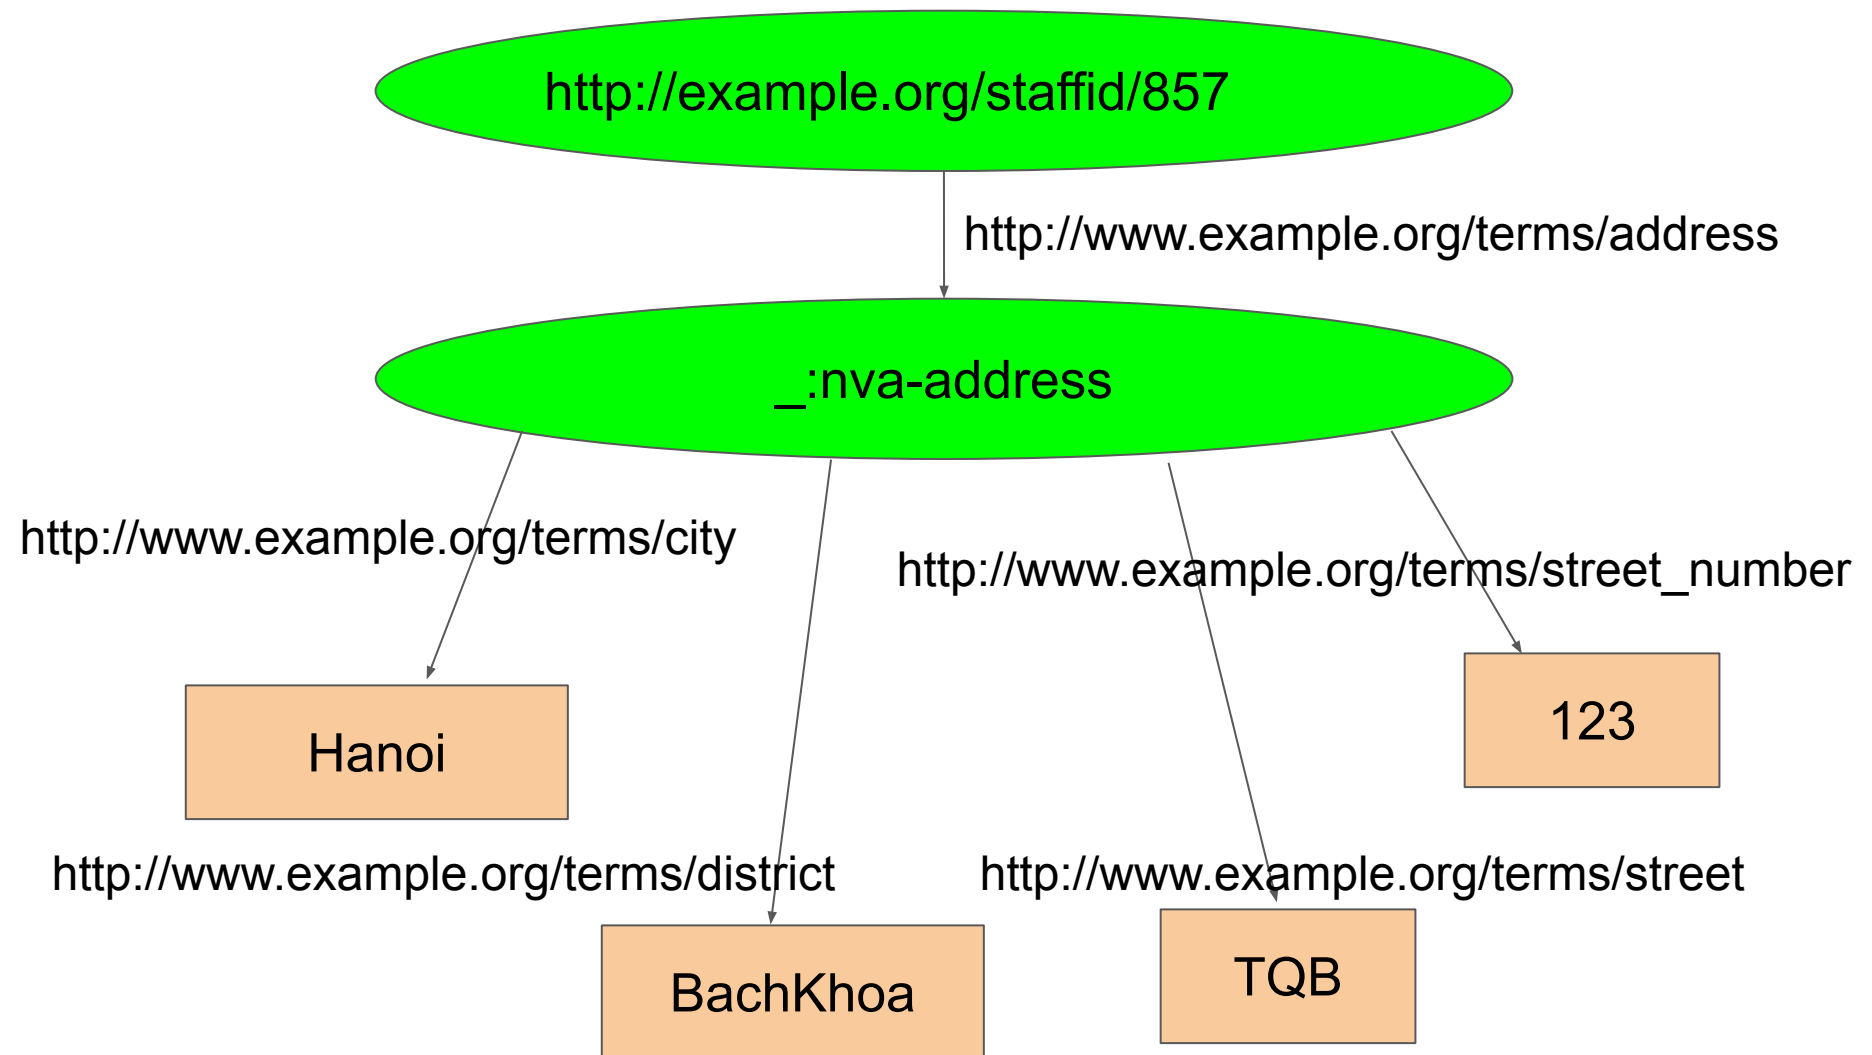 http://example.org/staffid/857
http://www.example.org/terms/address
_:nva-address
http://www.example.org/terms/city
http://www.example.org/terms/street_number
123
Hanoi
http://www.example.org/terms/district
http://www.example.org/terms/street
BachKhoa
TQB